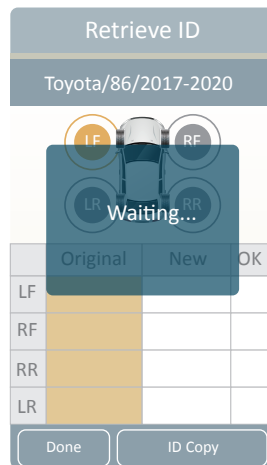 Retrieve ID
Toyota/86/2017-2020
LF RF
LR RR
Waiting...
Original New OK
LF
RF
RR
LR
Done ID Copy